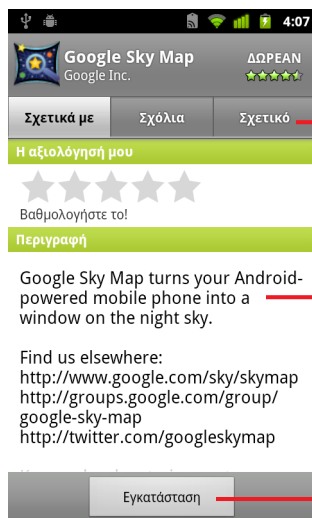 4:07
Google Sky Map
ΔΩΡΕΑΝ
Google Inc.
Σχετικά με
Σχόλια
Σχετικό
Η αξιολόγησή μου
Βαθμολογήστε το!
Περιγραφή
Google Sky Map turns your Android-
powered mobile phone into a
window on the night sky.
Find us elsewhere:
http://www.google.com/sky/skymap
http://groups.google.com/group/
google-sky-map
http://twitter.com/googleskymap
Εγκατάσταση